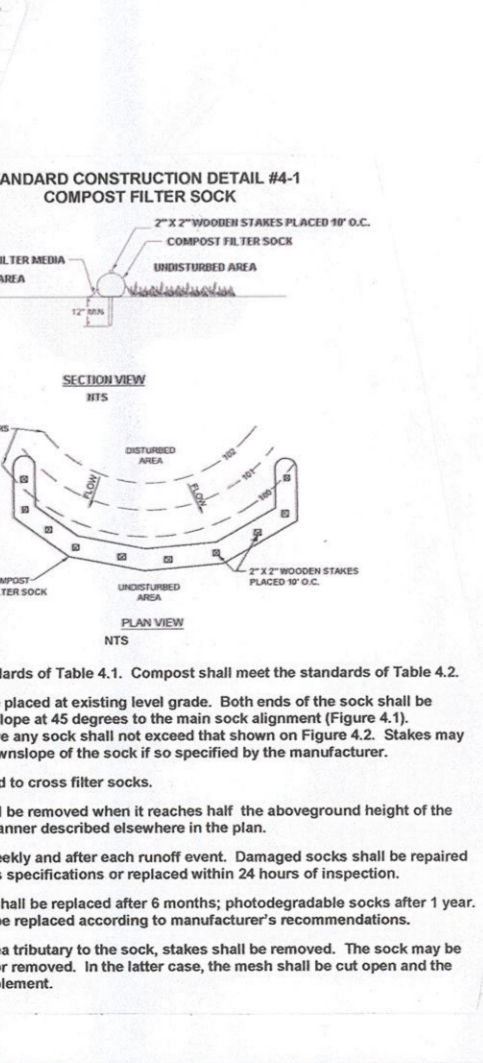 ANDARD CONSTRUCTION DETAIL #4-1
COMPOST FILTER SOCK
2" X 2" WOODEN STAKES PLACED 10' O.C.
COMPOST FILTER SOCK
ILTER MEDIA
UNDISTURBED AREA
AREA
12" MIN
SECTION VIEW
NTS
RS
DISTURBED
AREA
102
101
100
FLOW
FLOW
MPOST
TER SOCK
2" X 2" WOODEN STAKES
PLACED 10' O.C.
UNDISTURBED
AREA
PLAN VIEW
NTS
dards of Table 4.1. Compost shall meet the standards of Table 4.2.
placed at existing level grade. Both ends of the sock shall be
lope at 45 degrees to the main sock alignment (Figure 4.1).
e any sock shall not exceed that shown on Figure 4.2. Stakes may
wnslope of the sock if so specified by the manufacturer.
d to cross filter socks.
l be removed when it reaches half the aboveground height of the
anner described elsewhere in the plan.
eekly and after each runoff event. Damaged socks shall be repaired
s specifications or replaced within 24 hours of inspection.
hall be replaced after 6 months; photodegradable socks after 1 year.
be replaced according to manufacturer's recommendations.
a tributary to the sock, stakes shall be removed. The sock may be
or removed. In the latter case, the mesh shall be cut open and the
plement.